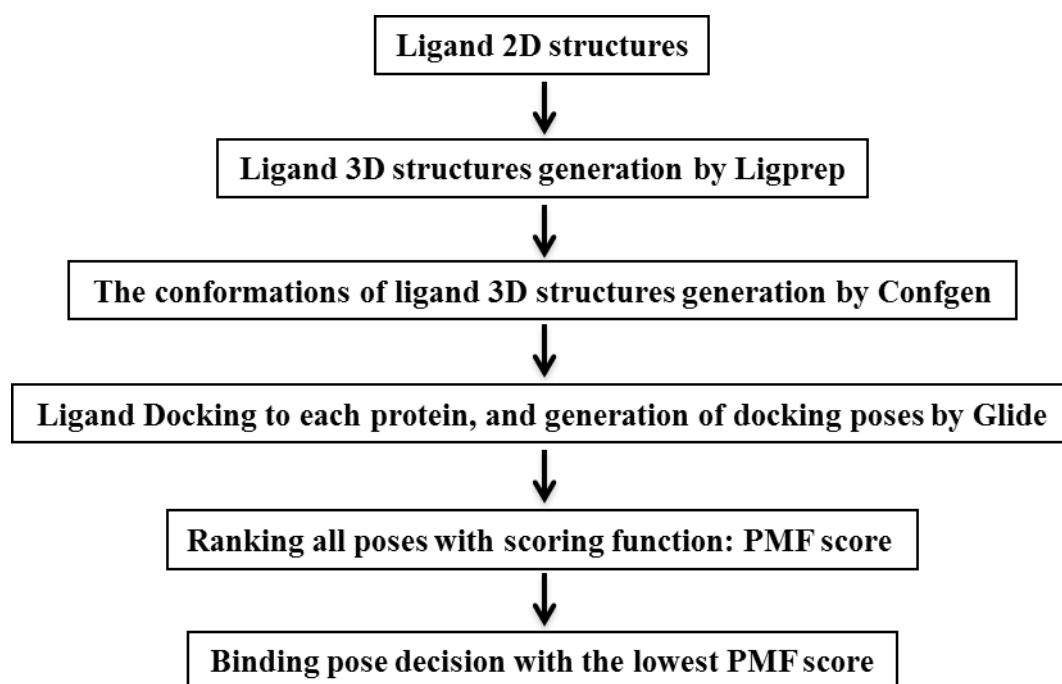 Ligand 2D structures
Ligand 3D structures generation by Ligprep
The conformations of ligand 3D structures generation by Confgen
Ligand Docking to each protein, and generation of docking poses by Glide
Ranking all poses with scoring function: PMF score
Binding pose decision with the lowest PMF score